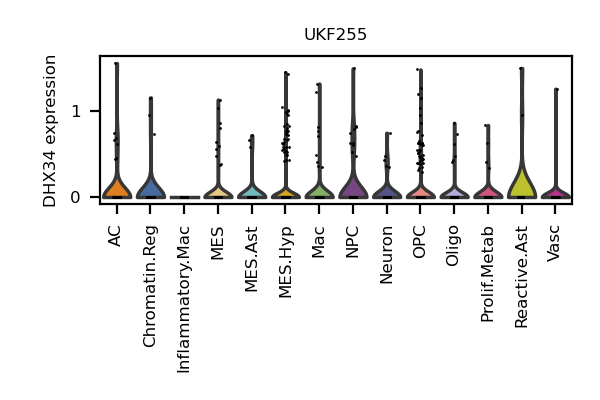 UKF255
DHX34 expression
1
0
AC
Chromatin.Reg
Inflammatory.Mac
MES
MES.Ast
MES.Hyp
Mac
NPC
Neuron
OPC
Oligo
Prolif.Metab
Reactive.Ast
Vasc